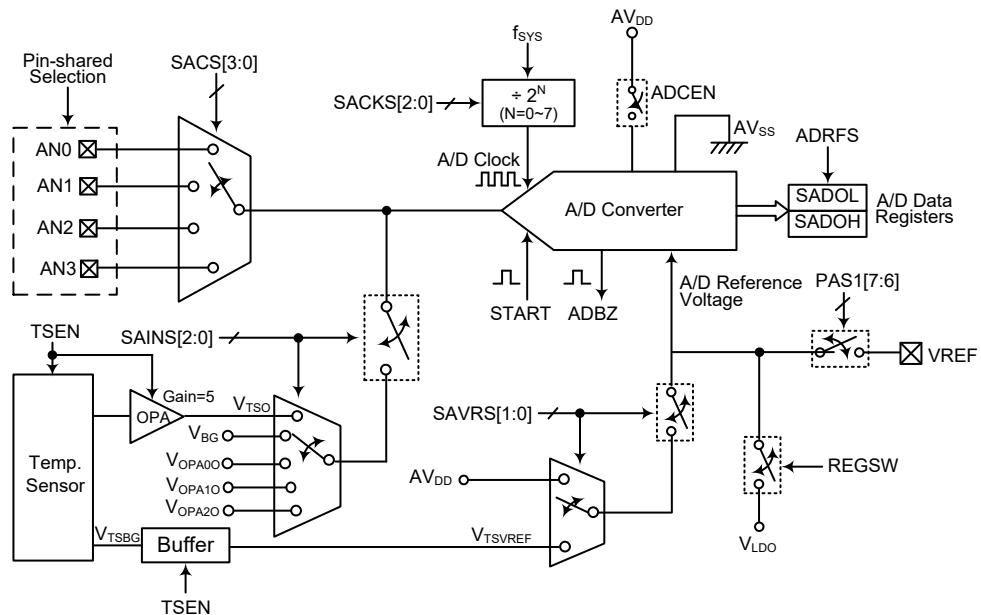 Pin-shared
Selection
SACS[3:0]
fSYS
AVDD
SACKS[2:0]
÷ 2N
(N=0~7)
ADCEN
AVSS
ADRFS
AN0
AN1
AN2
AN3
A/D Clock
A/D Converter
SADOL
SADOH
A/D Data
Registers
START
ADBZ
A/D Reference
Voltage
PAS1[7:6]
VREF
TSEN
SAINS[2:0]
OPA
Gain=5
VTSO
VBG
VOPA0O
VOPA1O
VOPA2O
Temp.
Sensor
SAVRS[1:0]
AVDD
REGSW
VLDO
VTSBG
Buffer
VTSVREF
TSEN